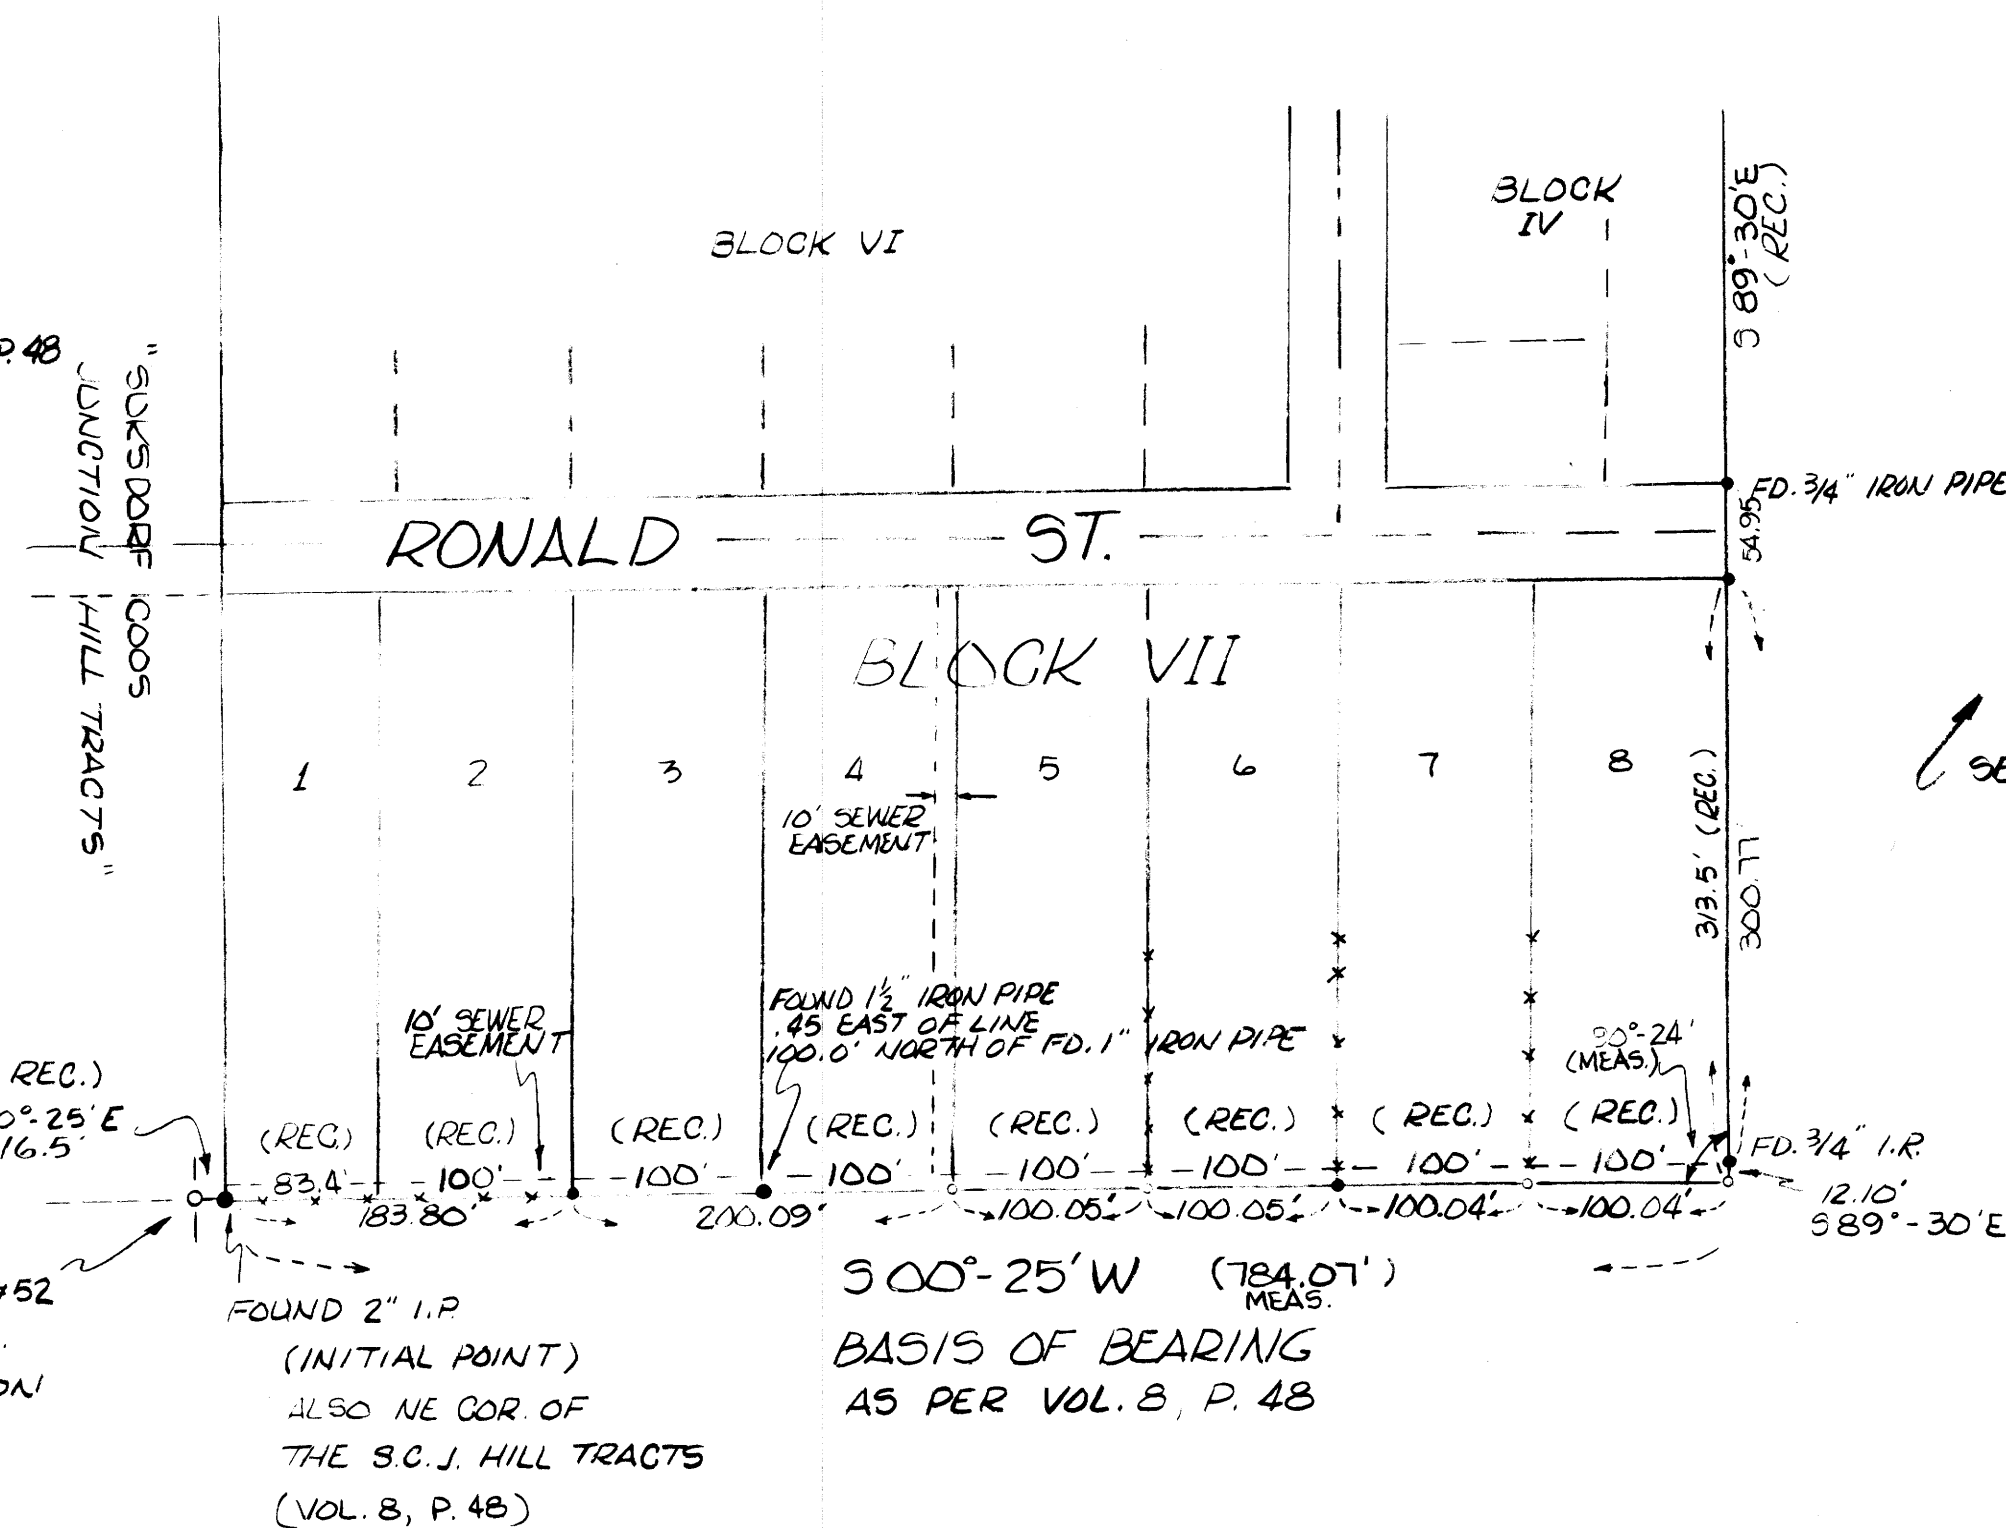 BLOCK VI
BLOCK
IV
S 89°-30'E
(REC.)
P. 48
"SUKSDORF COOS
JUNCTION HILL TRACTS"
FD. 3/4" IRON PIPE
54.95
RONALD ST.
BLOCK VII
1 2 3 4 5 6 7 8
10' SEWER
EASEMENT
313.5' (REC.)
300.77
10' SEWER
EASEMENT
FOUND 1½" IRON PIPE
.45 EAST OF LINE
100.0' NORTH OF FD. 1" IRON PIPE
90°-24'
(MEAS.)
REC.)
0°-25'E
16.5'
(REC.) (REC.) (REC.) (REC.) (REC.) (REC.) (REC.) (REC.)
83.4' 100' 100' 100' 100' 100' 100' 100'
FD. 3/4" I.R.
12.10'
S89°-30'E
183.80' 200.09' 100.05' 100.05' 100.04' 100.04'
S00°-25'W (784.07')
MEAS.
BASIS OF BEARING
AS PER VOL. 8, P. 48
52
ON
FOUND 2" I.P.
(INITIAL POINT)
ALSO NE COR. OF
THE S.C.J. HILL TRACTS
(VOL. 8, P. 48)
SE